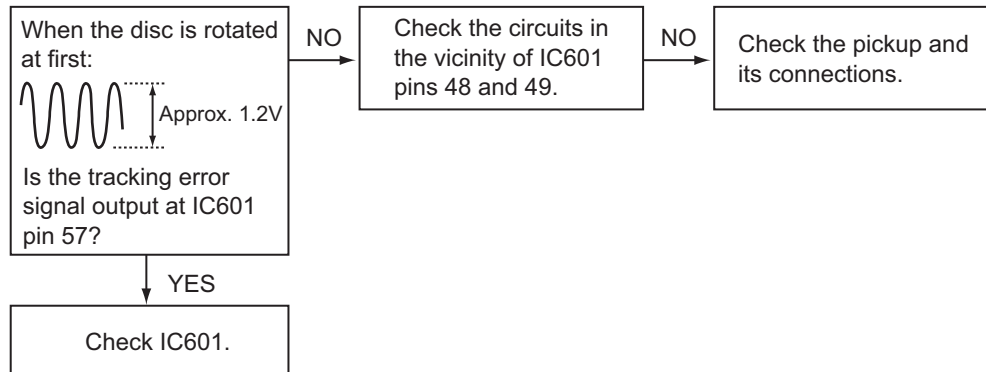 When the disc is rotated
at first:
Approx. 1.2V
Is the tracking error
signal output at IC601
pin 57?
NO
Check the circuits in
the vicinity of IC601
pins 48 and 49.
NO
Check the pickup and
its connections.
YES
Check IC601.